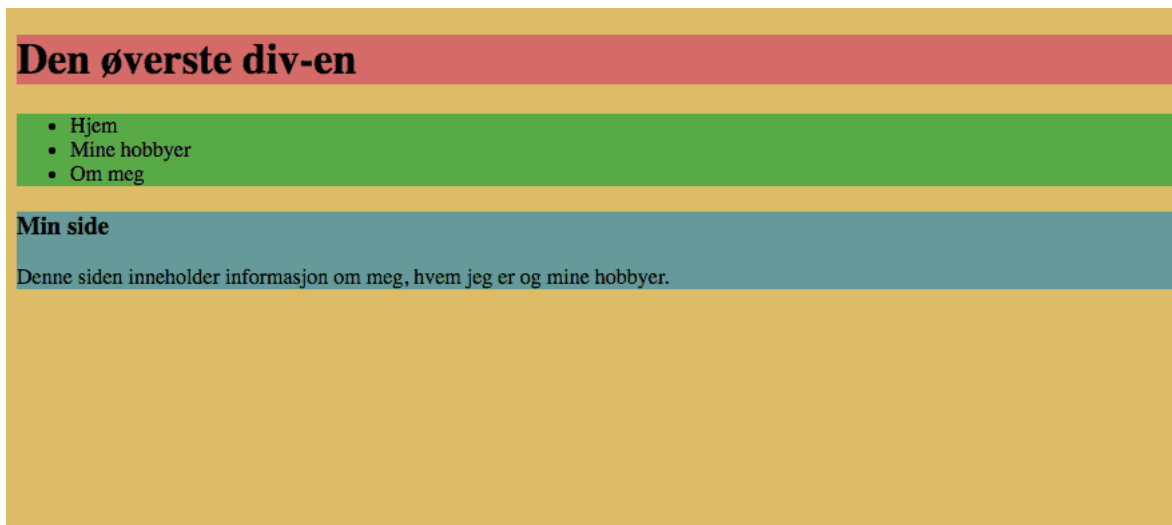 Den øverste div-en
Hjem
Mine hobbyer
Om meg
Min side
Denne siden inneholder informasjon om meg, hvem jeg er og mine hobbyer.